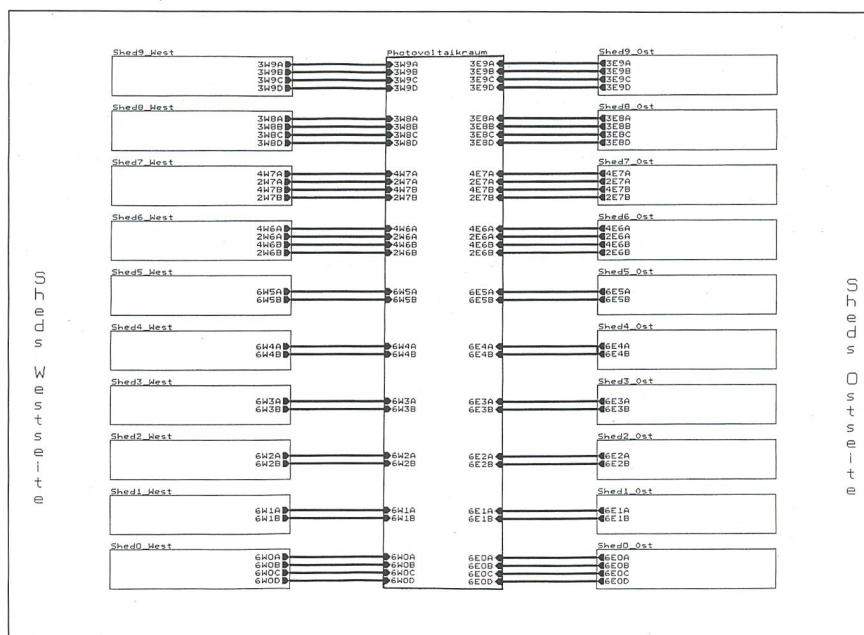 Shed9_West Photovoltaikraum Shed9_Ost
3W9A 3W9A 3E9A 3E9A
3W9B 3W9B 3E9B 3E9B
3W9C 3W9C 3E9C 3E9C
3W9D 3W9D 3E9D 3E9D
Shed8_West Shed8_Ost
3W8A 3W8A 3E8A 3E8A
3W8B 3W8B 3E8B 3E8B
3W8C 3W8C 3E8C 3E8C
3W8D 3W8D 3E8D 3E8D
Shed7_West Shed7_Ost
4W7A 4W7A 4E7A 4E7A
2W7A 2W7A 2E7A 2E7A
4W7B 4W7B 4E7B 4E7B
2W7B 2W7B 2E7B 2E7B
Shed6_West Shed6_Ost
4W6A 4W6A 4E6A 4E6A
2W6A 2W6A 2E6A 2E6A
4W6B 4W6B 4E6B 4E6B
2W6B 2W6B 2E6B 2E6B
Shed5_West Shed5_Ost
6W5A 6W5A 6E5A 6E5A
6W5B 6W5B 6E5B 6E5B
Shed4_West Shed4_Ost
6W4A 6W4A 6E4A 6E4A
6W4B 6W4B 6E4B 6E4B
Shed3_West Shed3_Ost
6W3A 6W3A 6E3A 6E3A
6W3B 6W3B 6E3B 6E3B
Shed2_West Shed2_Ost
6W2A 6W2A 6E2A 6E2A
6W2B 6W2B 6E2B 6E2B
Shed1_West Shed1_Ost
6W1A 6W1A 6E1A 6E1A
6W1B 6W1B 6E1B 6E1B
Shed0_West Shed0_Ost
6W0A 6W0A 6E0A 6E0A
6W0B 6W0B 6E0B 6E0B
6W0C 6W0C 6E0C 6E0C
6W0D 6W0D 6E0D 6E0D
Sheds Westseite
Sheds Ostseite